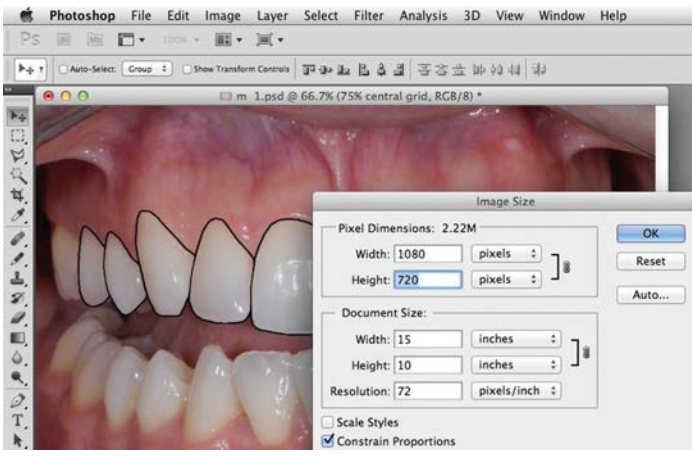 Photoshop File Edit Image Layer Select Filter Analysis 3D View Window Help
Ps Mb 100%
Auto-Select: Group Show Transform Controls
m 1.psd @ 66.7% (75% central grid, RGB/8) *
Image Size
Pixel Dimensions: 2.22M
Width: 1080 pixels
Height: 720 pixels
Document Size:
Width: 15 inches
Height: 10 inches
Resolution: 72 pixels/inch
Scale Styles
Constrain Proportions
OK
Reset
Auto...
T